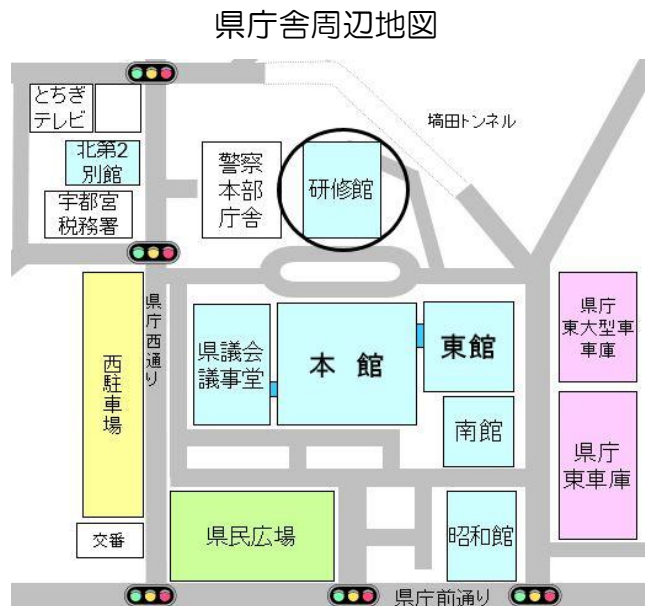 県庁舎周辺地図
とちぎ
テレビ
塙田トンネル
北第2
別館
警察
本部
庁舎
研修館
宇都宮
税務署
県庁西通り
県庁
東大型車
車庫
県議会
議事堂
本館
東館
西駐車場
南館
県庁
東車庫
県民広場
昭和館
交番
県庁前通り